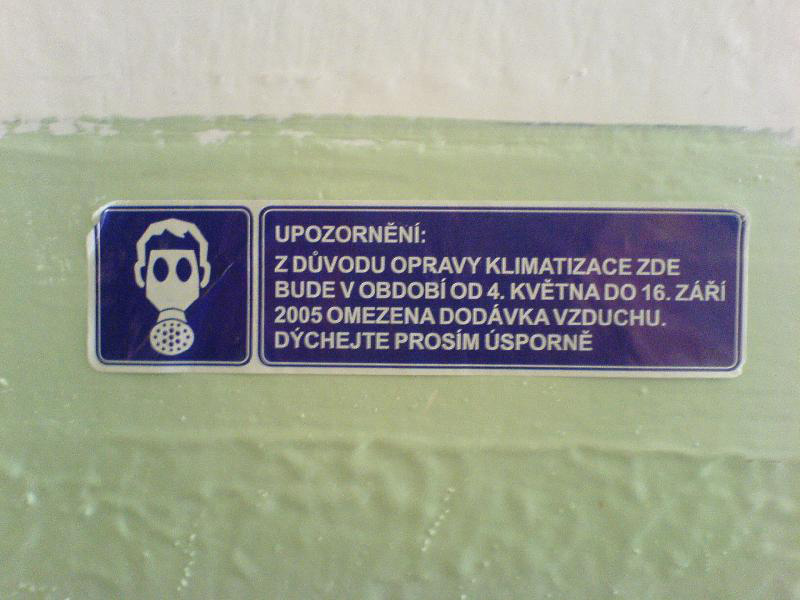 UPOZORNĚNÍ:
Z DŮVODU OPRAVY KLIMATIZACE ZDE
BUDE V OBDOBÍ OD 4. KVĚTNA DO 16. ZÁŘÍ
2005 OMEZENA DODÁVKA VZDUCHU.
DÝCHEJTE PROSÍM ÚSPORNĚ